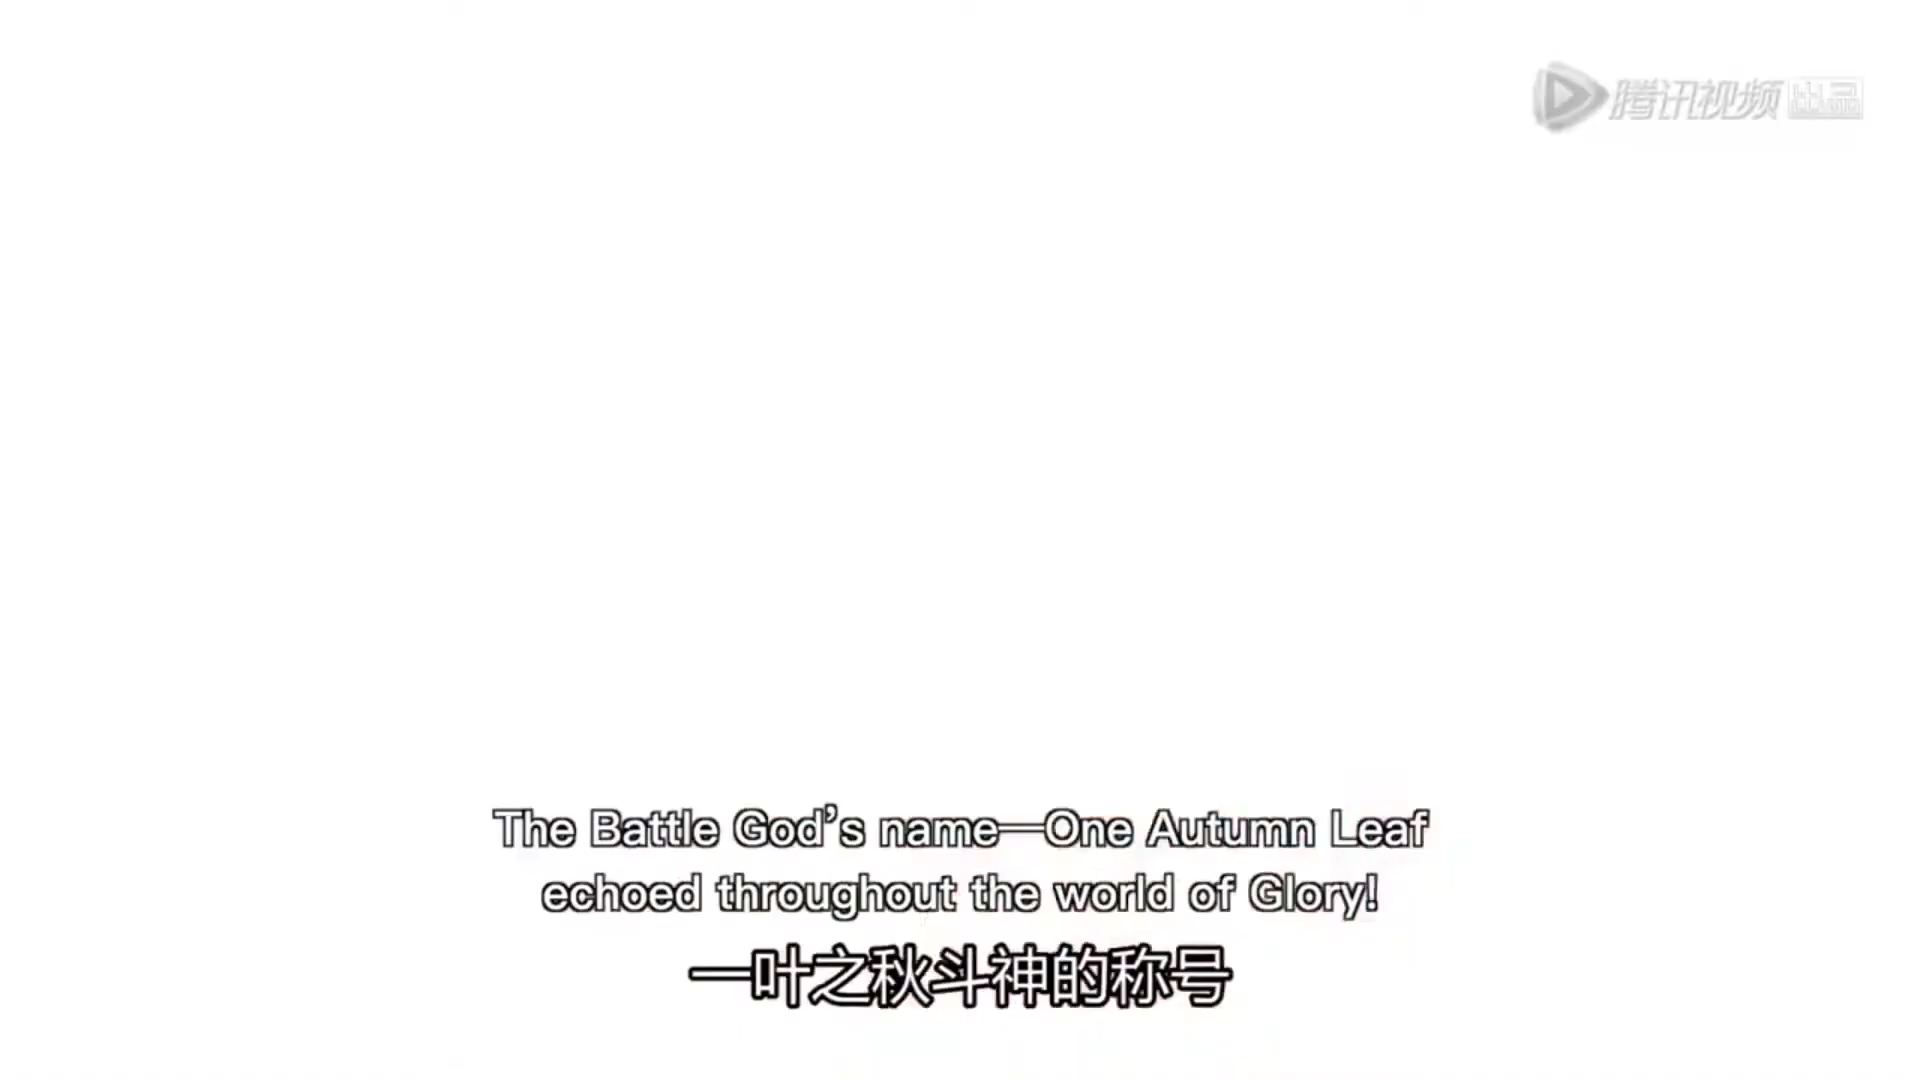 腾讯视频 出品
The Battle God's name—One Autumn Leaf
echoed throughout the world of Glory!
一叶之秋斗神的称号